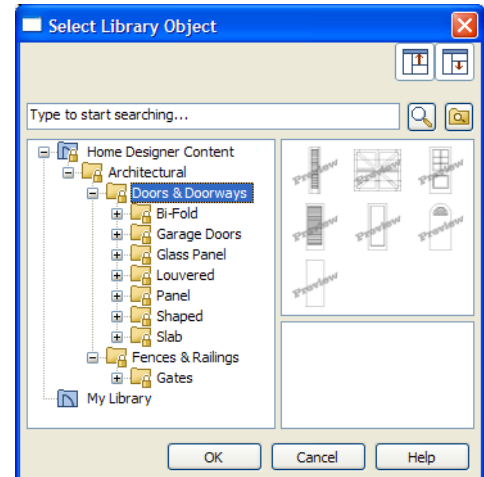 Select Library Object
Type to start searching...
Home Designer Content
Architectural
Doors & Doorways
Bi-Fold
Garage Doors
Glass Panel
Louvered
Panel
Shaped
Slab
Fences & Railings
Gates
My Library
Preview
Preview
Preview
Preview
Preview
Preview
Preview
OK
Cancel
Help